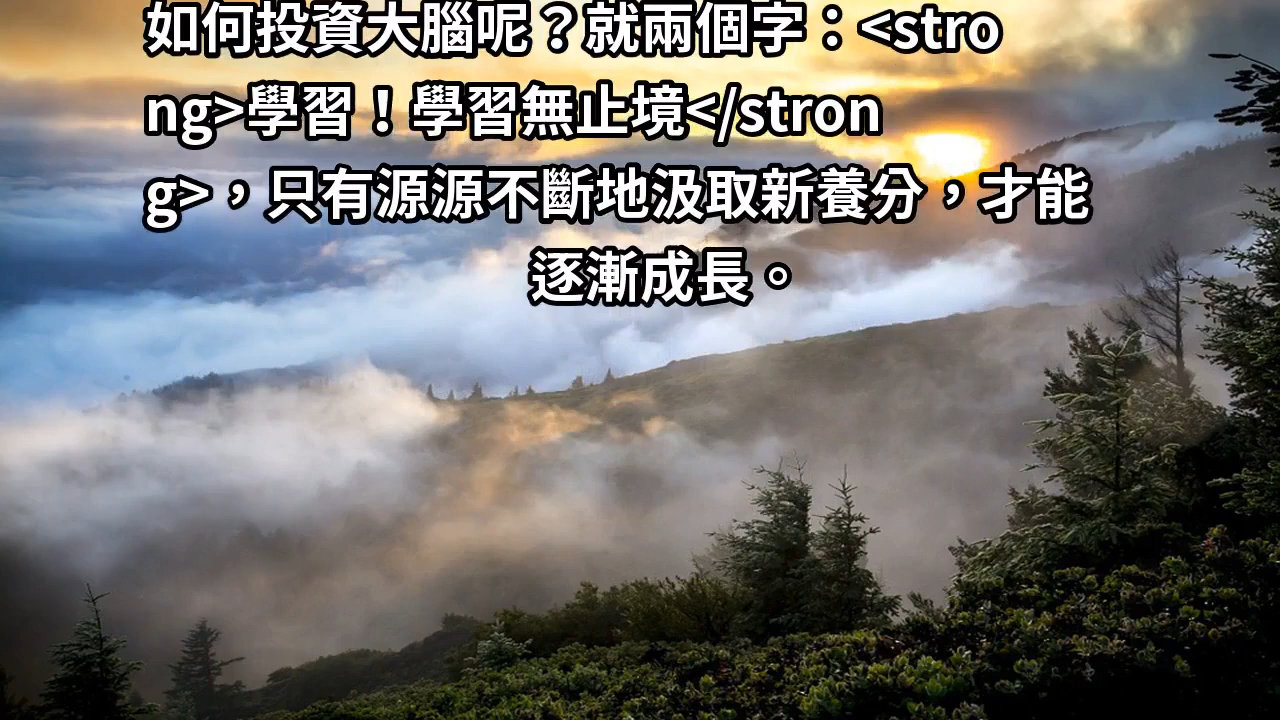 如何投資大腦呢？就兩個字：<stro
ng>學習！學習無止境</stron
g>，只有源源不斷地汲取新養分，才能
逐漸成長。